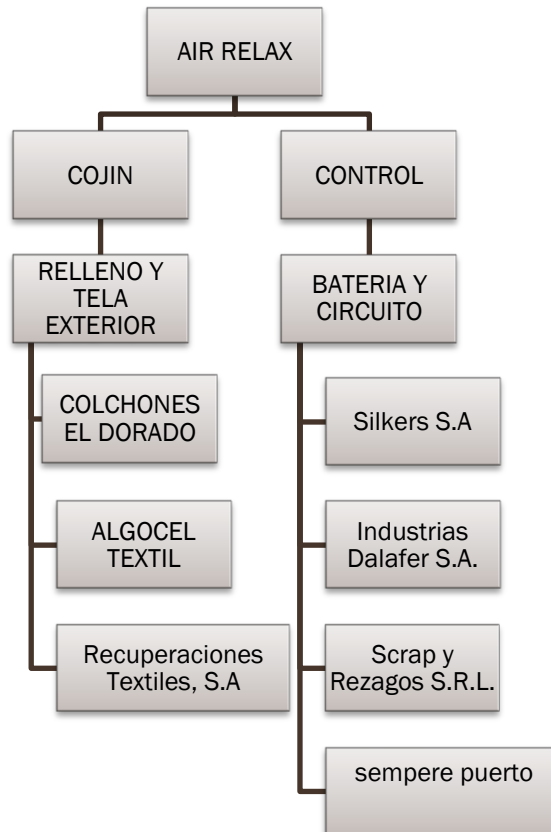 AIR RELAX
COJIN
CONTROL
RELLENO Y
TELA
EXTERIOR
BATERIA Y
CIRCUITO
COLCHONES
EL DORADO
ALGOCEL
TEXTIL
Recuperaciones
Textiles, S.A
Silkers S.A
Industrias
Dalafer S.A.
Scrap y
Rezagos S.R.L.
sempere puerto